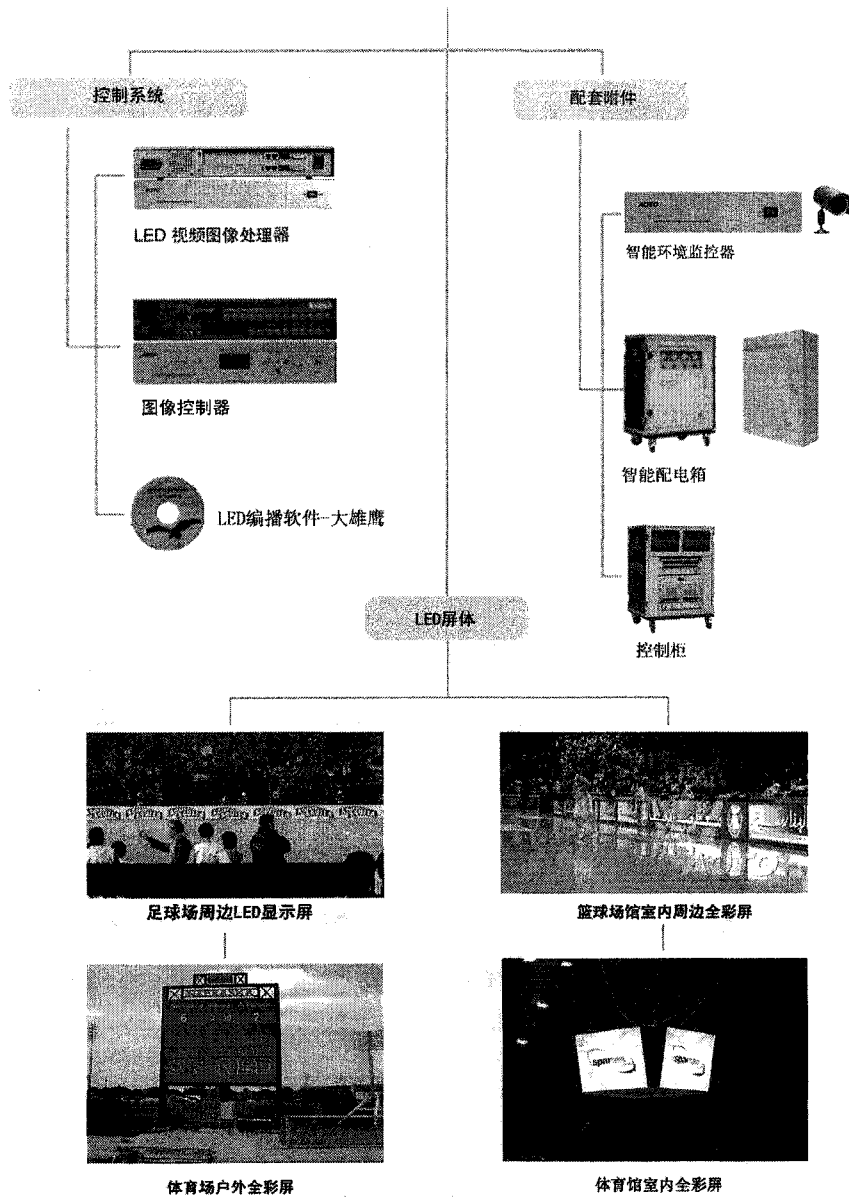 控制系统
配套附件
LED 视频图像处理器
智能环境监控器
图像控制器
智能配电箱
LED编播软件-大雄鹰
LED屏体
控制柜
足球场周边LED显示屏
篮球场馆室内周边全彩屏
体育场户外全彩屏
体育馆室内全彩屏